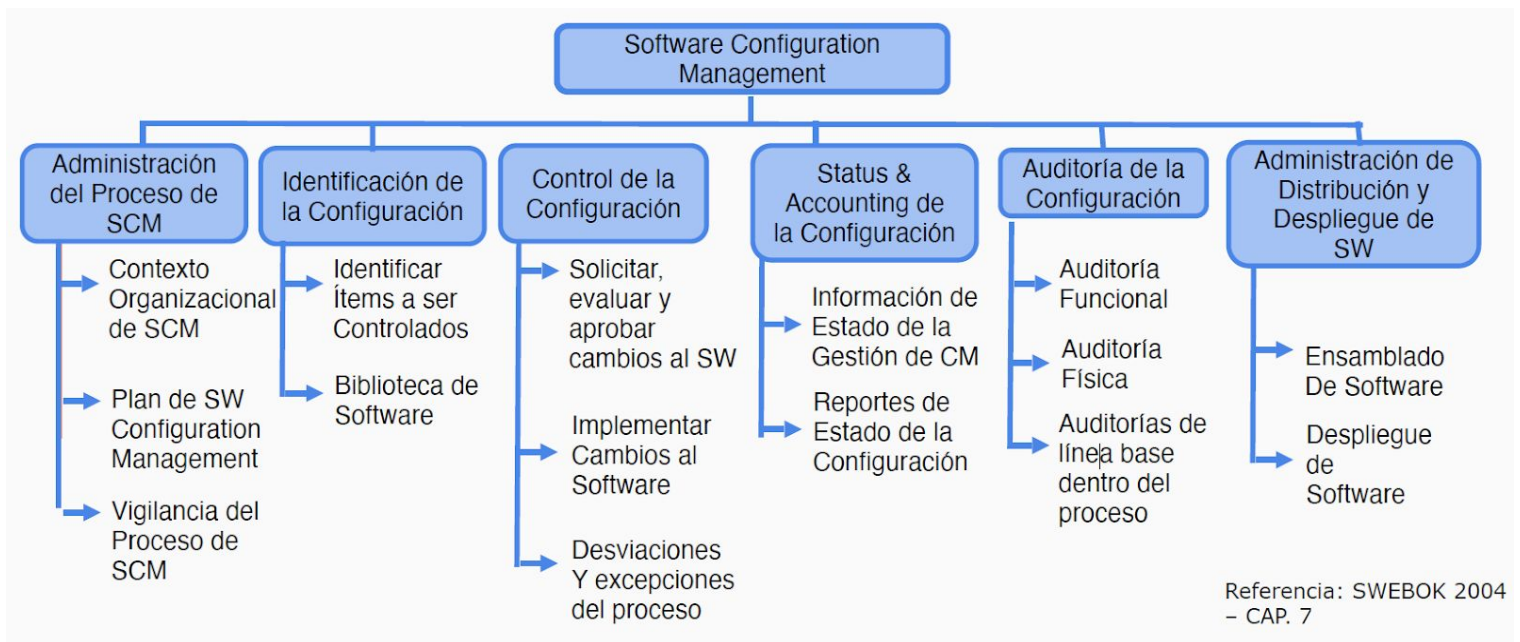 Software Configuration
Management
Administración
del Proceso de
SCM
Contexto
Organizacional
de SCM
Plan de SW
Configuration
Management
Vigilancia del
Proceso de
SCM
Identificación de
la Configuración
Identificar
Ítems a ser
Controlados
Biblioteca de
Software
Control de la
Configuración
Solicitar,
evaluar y
aprobar
cambios al SW
Implementar
Cambios al
Software
Desviaciones
Y excepciones
del proceso
Status &
Accounting de
la Configuración
Información de
Estado de la
Gestión de CM
Reportes de
Estado de la
Configuración
Auditoría de la
Configuración
Auditoría
Funcional
Auditoría
Física
Auditorías de
línea base
dentro del
proceso
Administración de
Distribución y
Despliegue de
SW
Ensamblado
De Software
Despliegue
de
Software
Referencia: SWEBOK 2004
– CAP. 7